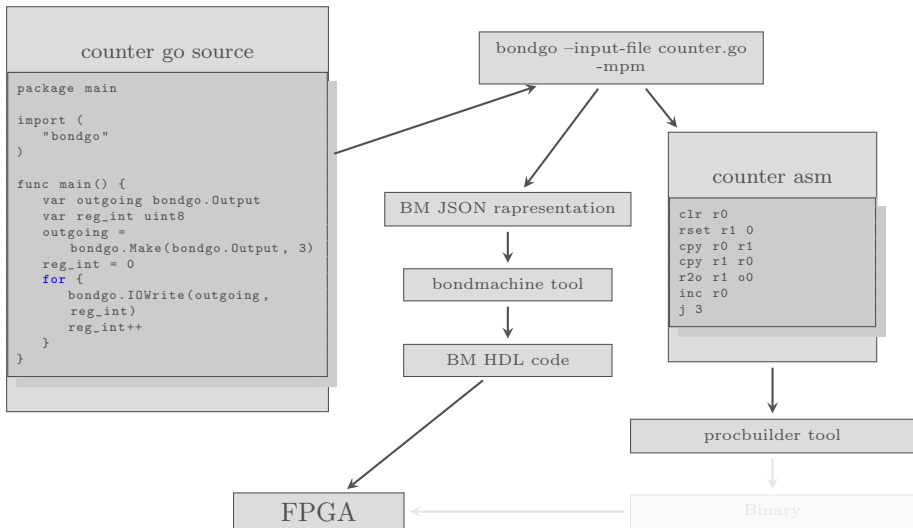 counter go source
package main
import (
"bondgo"
)
func main() {
var outgoing bondgo.Output
var reg_int uint8
outgoing =
bondgo.Make(bondgo.Output, 3)
reg_int = 0
for {
bondgo.IOWrite(outgoing,
reg_int)
reg_int++
}
}
bondgo –input-file counter.go
-mpm
BM JSON rapresentation
bondmachine tool
BM HDL code
counter asm
clr r0
rset r1 0
cpy r0 r1
cpy r1 r0
r2o r1 o0
inc r0
j 3
procbuilder tool
Binary
FPGA